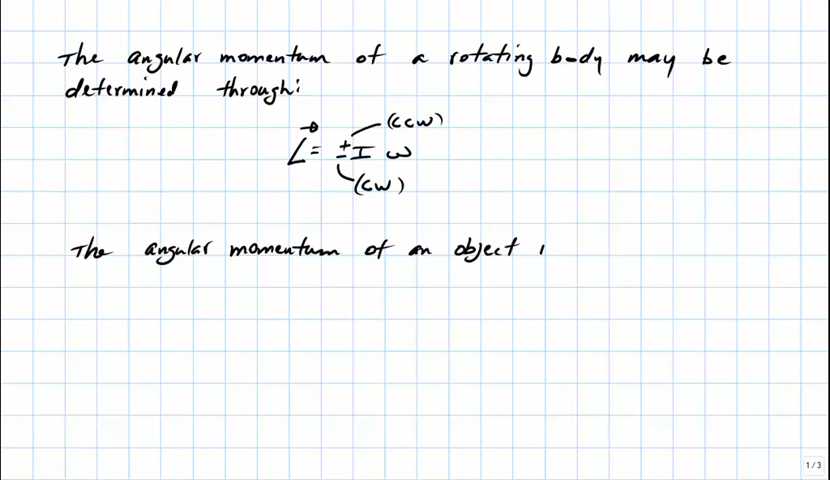 The angular momentum of a rotating body may be
determined through:
(ccw)
L⃗ = ± I ω
(cw)
The angular momentum of an object
1/3